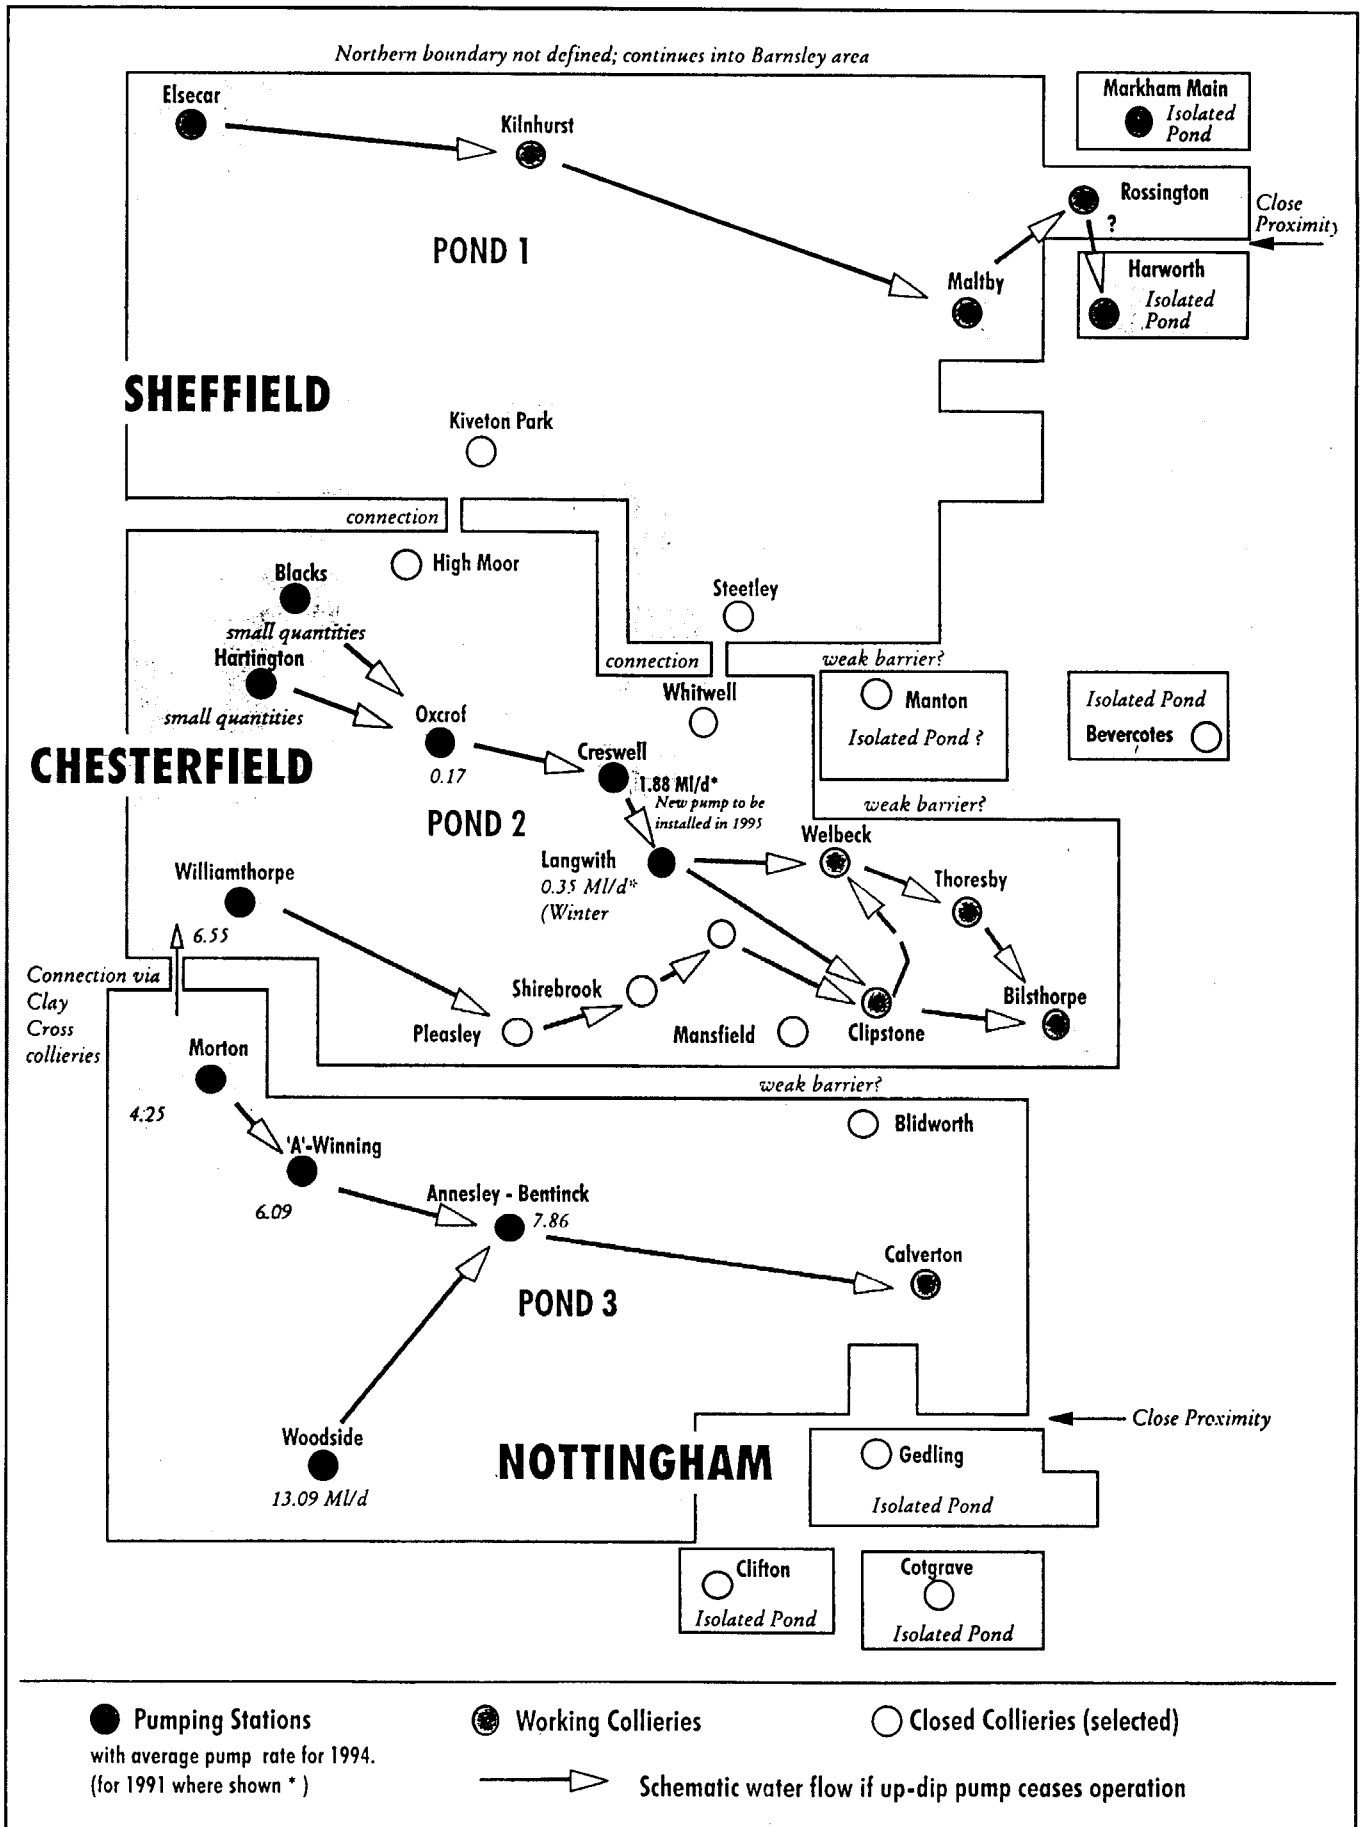 Northern boundary not defined; continues into Barnsley area
Elsecar
Kilnhurst
Markham Main
Isolated
Pond
Rossington
Close
Proximity
?
POND 1
Maltby
Harworth
Isolated
Pond
SHEFFIELD
Kiveton Park
connection
High Moor
Blacks
small quantities
Steetley
Hartington
small quantities
connection
weak barrier?
Whitwell
Manton
Isolated Pond ?
Isolated Pond
Bevercotes
Oxcrof
0.17
CHESTERFIELD
Creswell
1.88 Ml/d*
New pump to be
installed in 1995
weak barrier?
POND 2
Welbeck
Langwith
0.35 Ml/d*
(Winter
Thoresby
Williamthorpe
6.55
Connection via
Clay
Cross
collieries
Shirebrook
Pleasley
Mansfield
Clipstone
Bilsthorpe
Morton
4.25
weak barrier?
Blidworth
'A'-Winning
6.09
Annesley - Bentinck
7.86
Calverton
POND 3
Close Proximity
Woodside
13.09 Ml/d
NOTTINGHAM
Gedling
Isolated Pond
Clifton
Isolated Pond
Cotgrave
Isolated Pond
Pumping Stations
with average pump rate for 1994.
(for 1991 where shown * )
Working Collieries
Closed Collieries (selected)
Schematic water flow if up-dip pump ceases operation